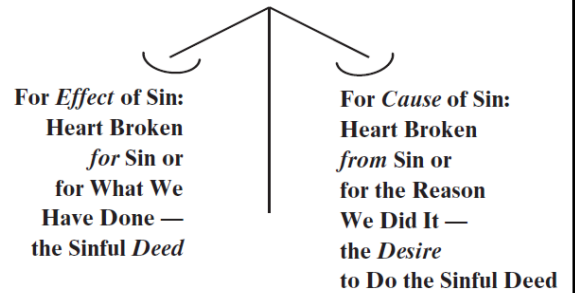 For Effect of Sin:
Heart Broken
for Sin or
for What We
Have Done —
the Sinful Deed
For Cause of Sin:
Heart Broken
from Sin or
for the Reason
We Did It —
the Desire
to Do the Sinful Deed